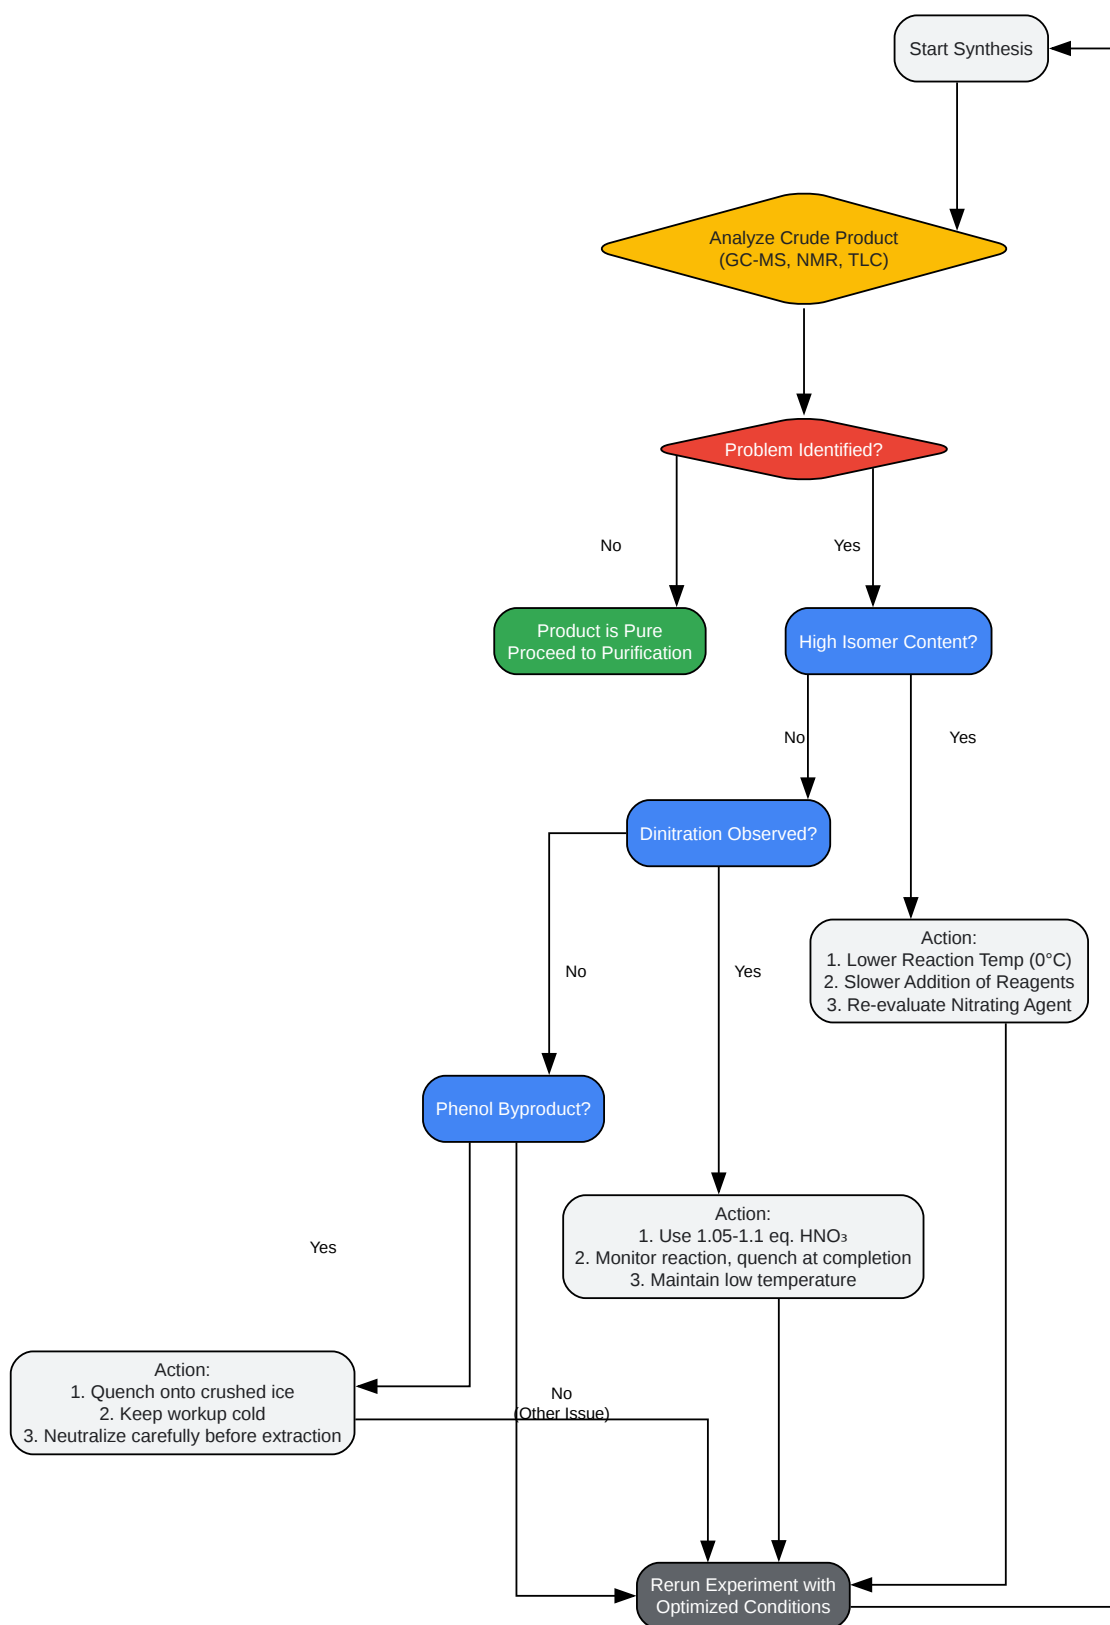 Start Synthesis
Analyze Crude Product
(GC-MS, NMR, TLC)
Problem Identified?
No
Yes
Product is Pure
Proceed to Purification
High Isomer Content?
No
Yes
Dinitration Observed?
Action:
1. Lower Reaction Temp (0°C)
2. Slower Addition of Reagents
3. Re-evaluate Nitrating Agent
No
Yes
Phenol Byproduct?
Action:
1. Use 1.05-1.1 eq. HNO₃
2. Monitor reaction, quench at completion
3. Maintain low temperature
Yes
Action:
1. Quench onto crushed ice
2. Keep workup cold
3. Neutralize carefully before extraction
No
(Other Issue)
Rerun Experiment with
Optimized Conditions